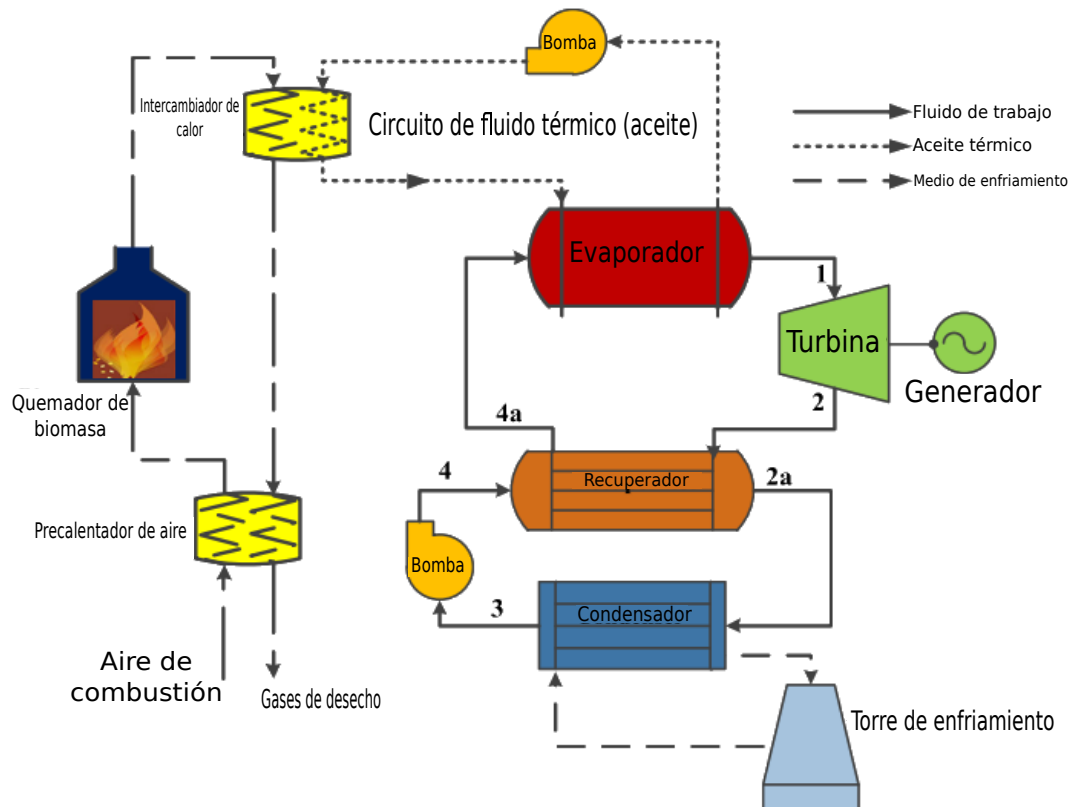 Bomba
Intercambiador de
calor
Circuito de fluido térmico (aceite)
Fluido de trabajo
Aceite térmico
Medio de enfriamiento
Evaporador
1
Turbina
Generador
2
Quemador de
biomasa
4a
4
Recuperador
2a
Precalentador de aire
Bomba
3
Condensador
Aire de
combustión
Gases de desecho
Torre de enfriamiento